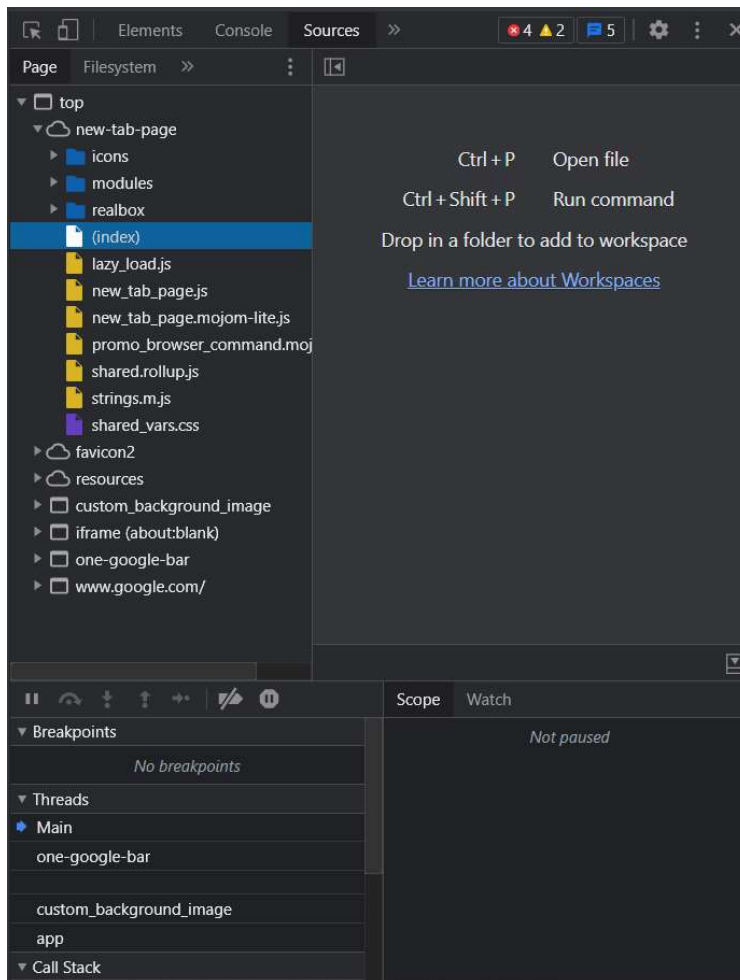 Elements Console Sources » 4 2 5
Page Filesystem »
top
new-tab-page
icons
modules
realbox
(index)
lazy_load.js
new_tab_page.js
new_tab_page.mojom-lite.js
promo_browser_command.moj
shared.rollup.js
strings.m.js
shared_vars.css
favicon2
resources
custom_background_image
iframe (about:blank)
one-google-bar
www.google.com/
Ctrl + P Open file
Ctrl + Shift + P Run command
Drop in a folder to add to workspace
Learn more about Workspaces
Breakpoints
No breakpoints
Threads
Main
one-google-bar
custom_background_image
app
Call Stack
Scope Watch
Not paused